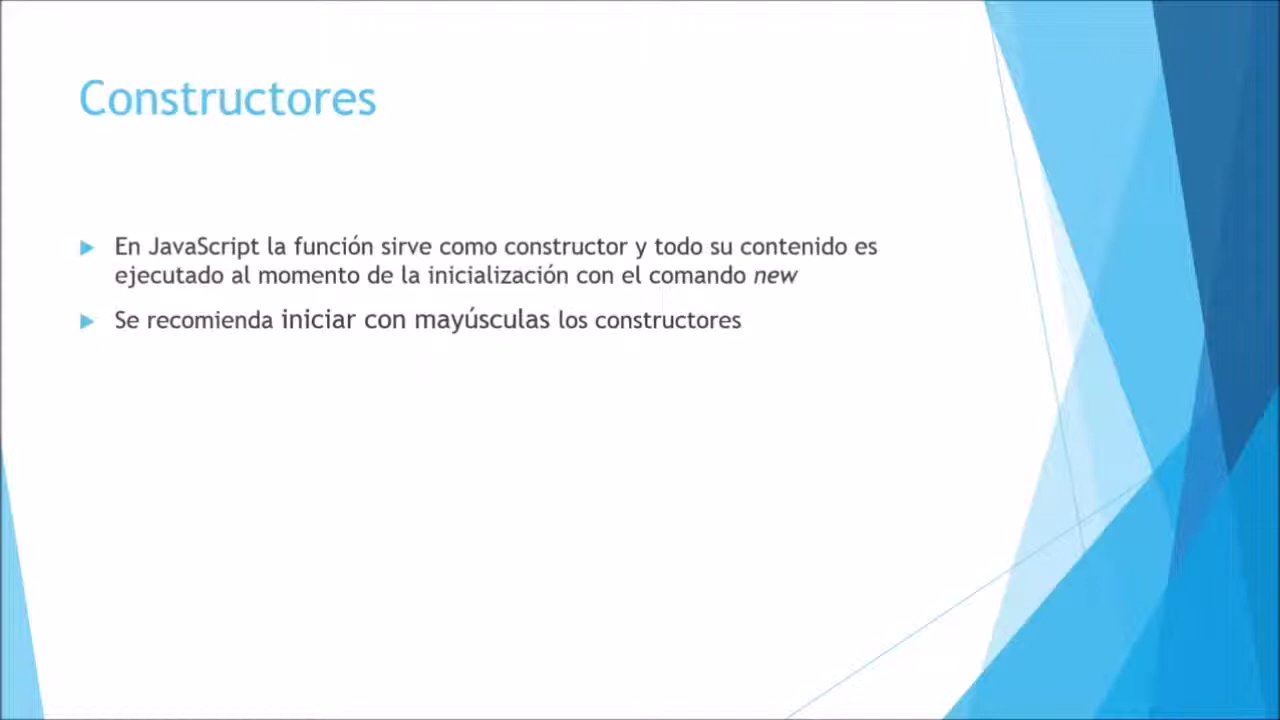 Constructores
En JavaScript la función sirve como constructor y todo su contenido es
ejecutado al momento de la inicialización con el comando new
Se recomienda iniciar con mayúsculas los constructores